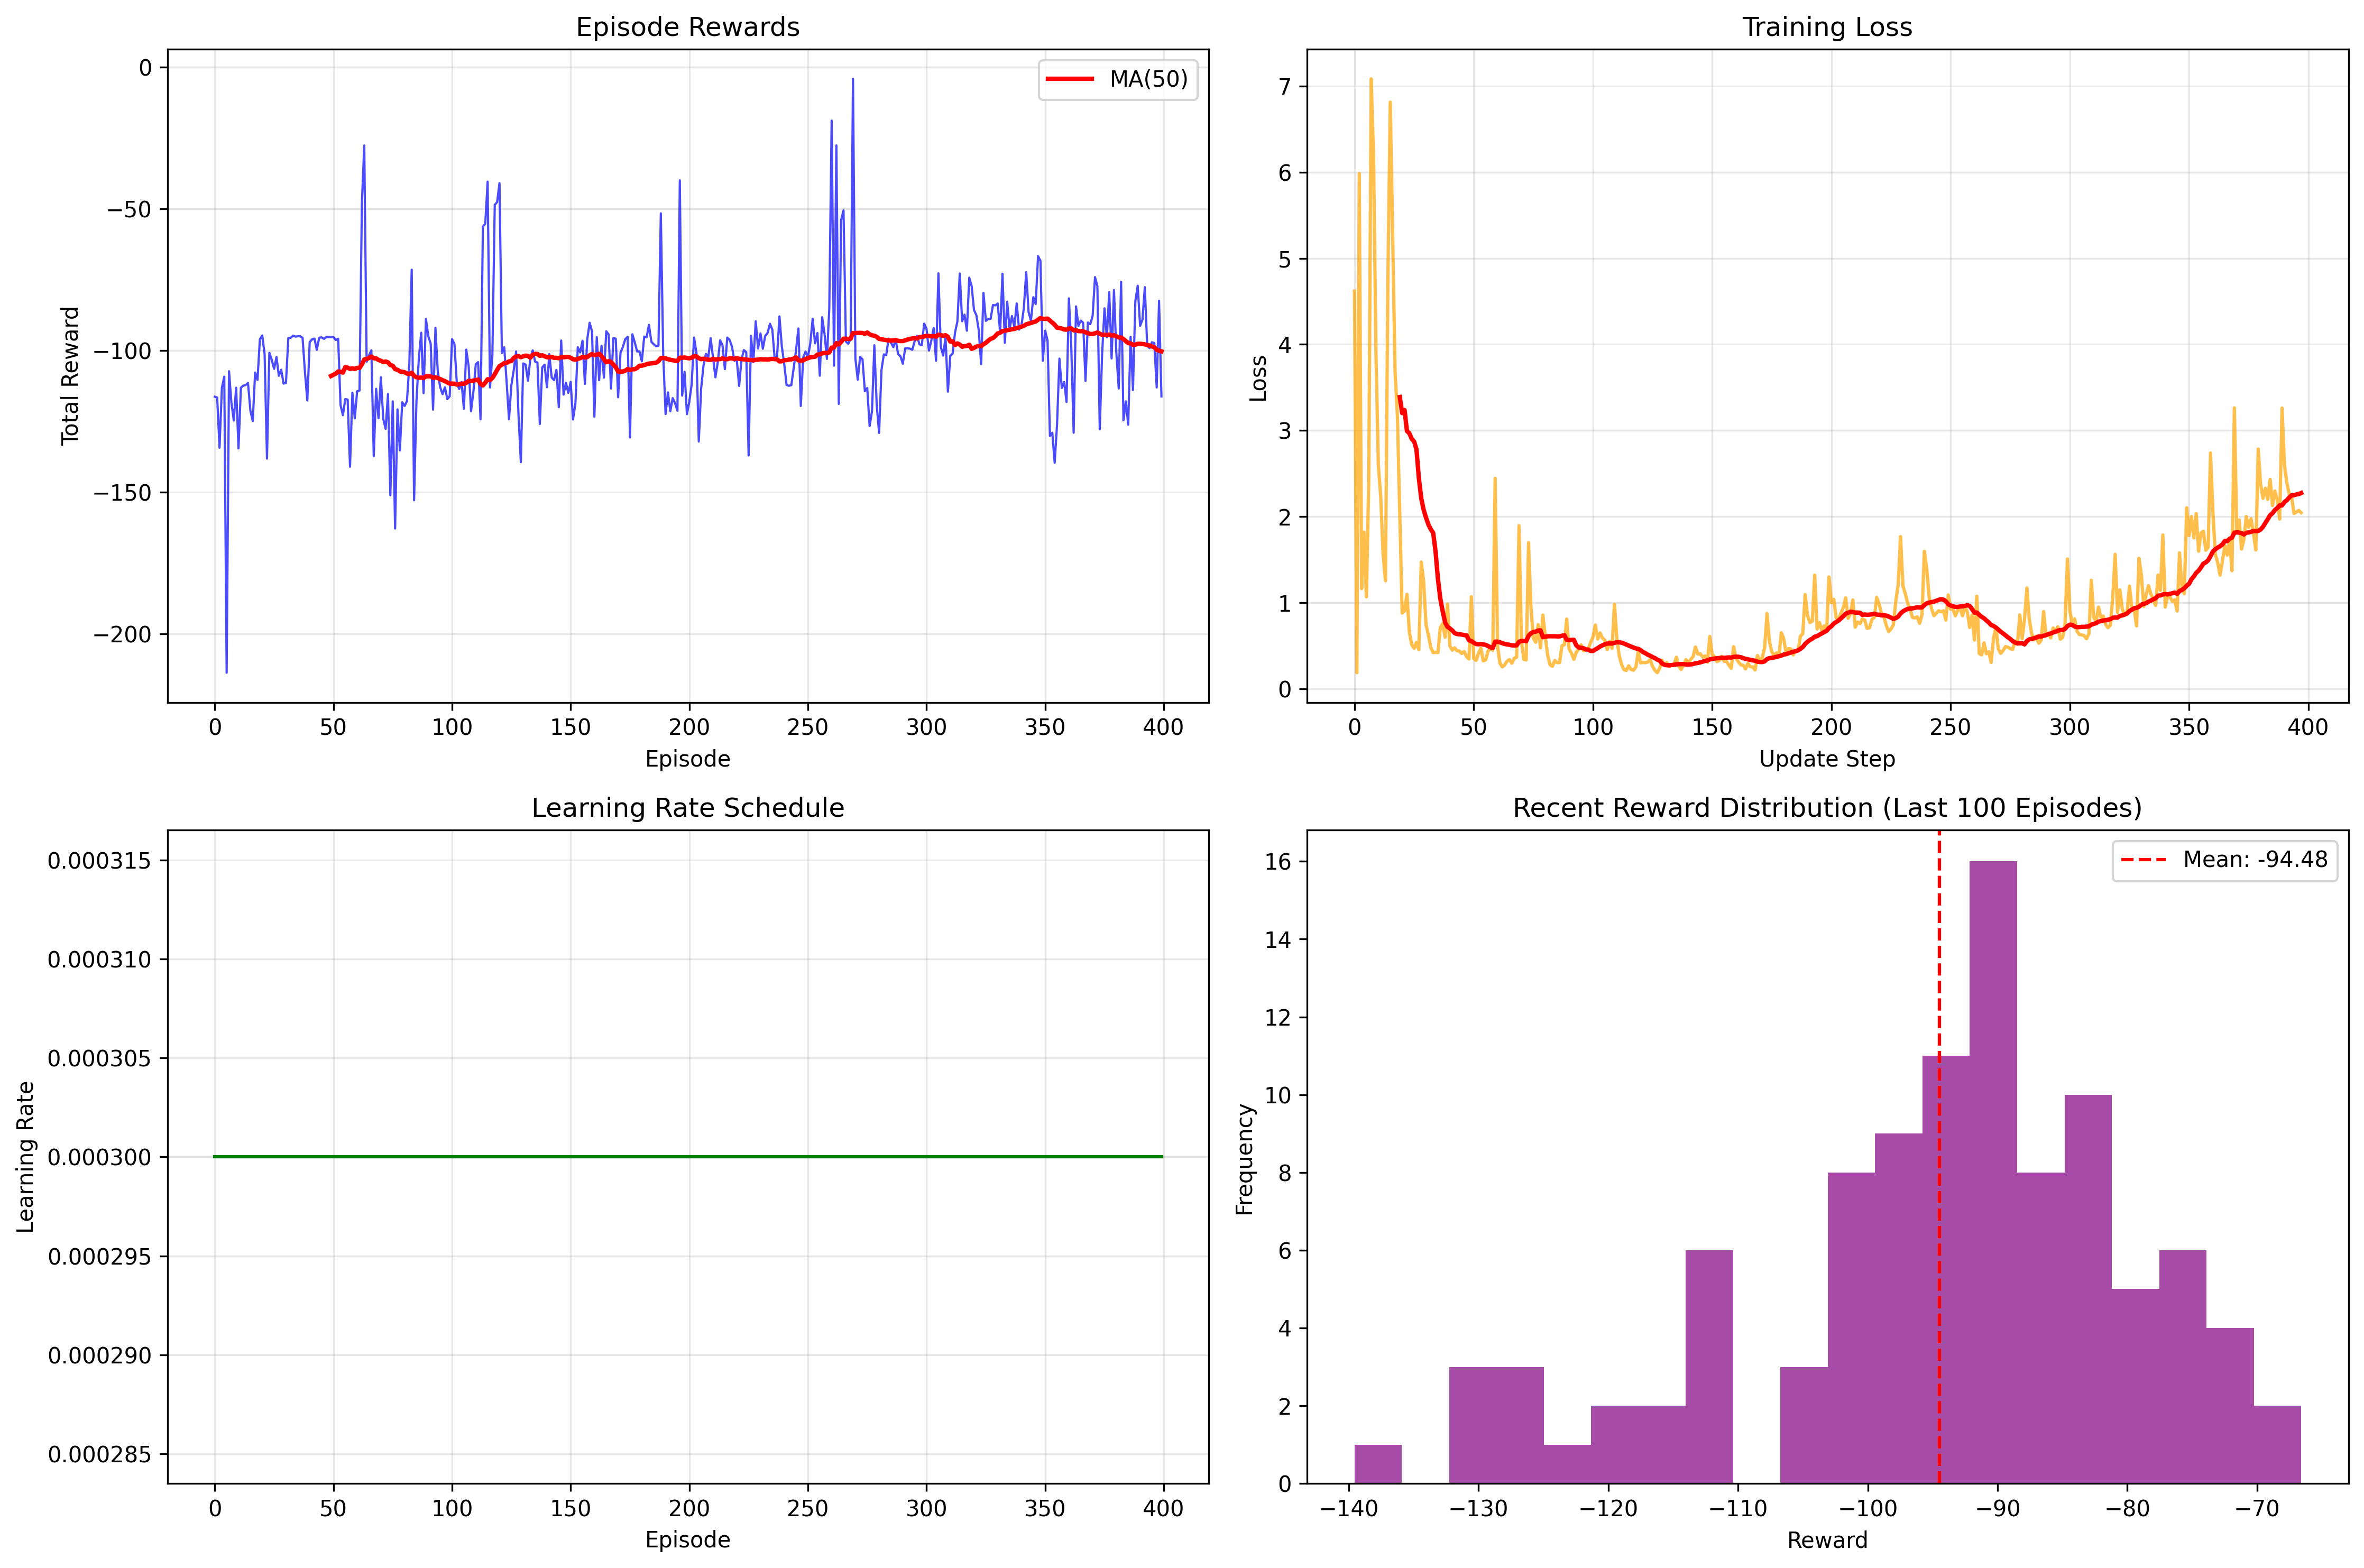 Episode Rewards
0
−50
−100
−150
−200
Total Reward
MA(50)
0 50 100 150 200 250 300 350 400
Episode
Training Loss
7
6
5
4
3
2
1
0
Loss
0 50 100 150 200 250 300 350 400
Update Step
Learning Rate Schedule
0.000315
0.000310
0.000305
0.000300
0.000295
0.000290
0.000285
Learning Rate
0 50 100 150 200 250 300 350 400
Episode
Recent Reward Distribution (Last 100 Episodes)
16
14
12
10
8
6
4
2
0
Frequency
Mean: -94.48
−140 −130 −120 −110 −100 −90 −80 −70
Reward